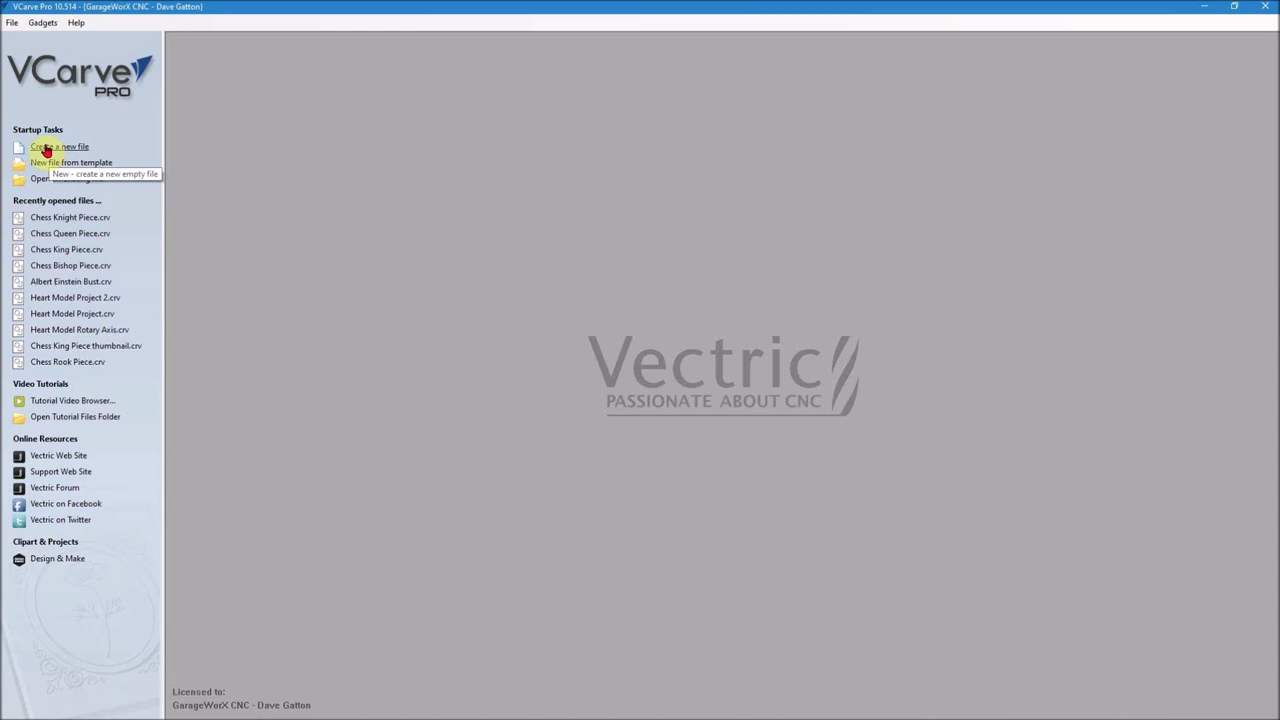 VCarve Pro 10.514 - {GarageWorX CNC - Dave Gatton}
File Gadgets Help
VCarve
PRO
Startup Tasks
Create a new file
New file from template
New - create a new empty file
Open
Recently opened files ...
Chess Knight Piece.crv
Chess Queen Piece.crv
Chess King Piece.crv
Chess Bishop Piece.crv
Albert Einstein Bust.crv
Heart Model Project 2.crv
Heart Model Project.crv
Heart Model Rotary Axis.crv
Chess King Piece thumbnail.crv
Chess Rook Piece.crv
Video Tutorials
Tutorial Video Browser...
Open Tutorial Files Folder
Online Resources
Vectric Web Site
Support Web Site
Vectric Forum
Vectric on Facebook
Vectric on Twitter
Clipart & Projects
Design & Make
Vectric
PASSIONATE ABOUT CNC
Licensed to:
GarageWorX CNC - Dave Gatton